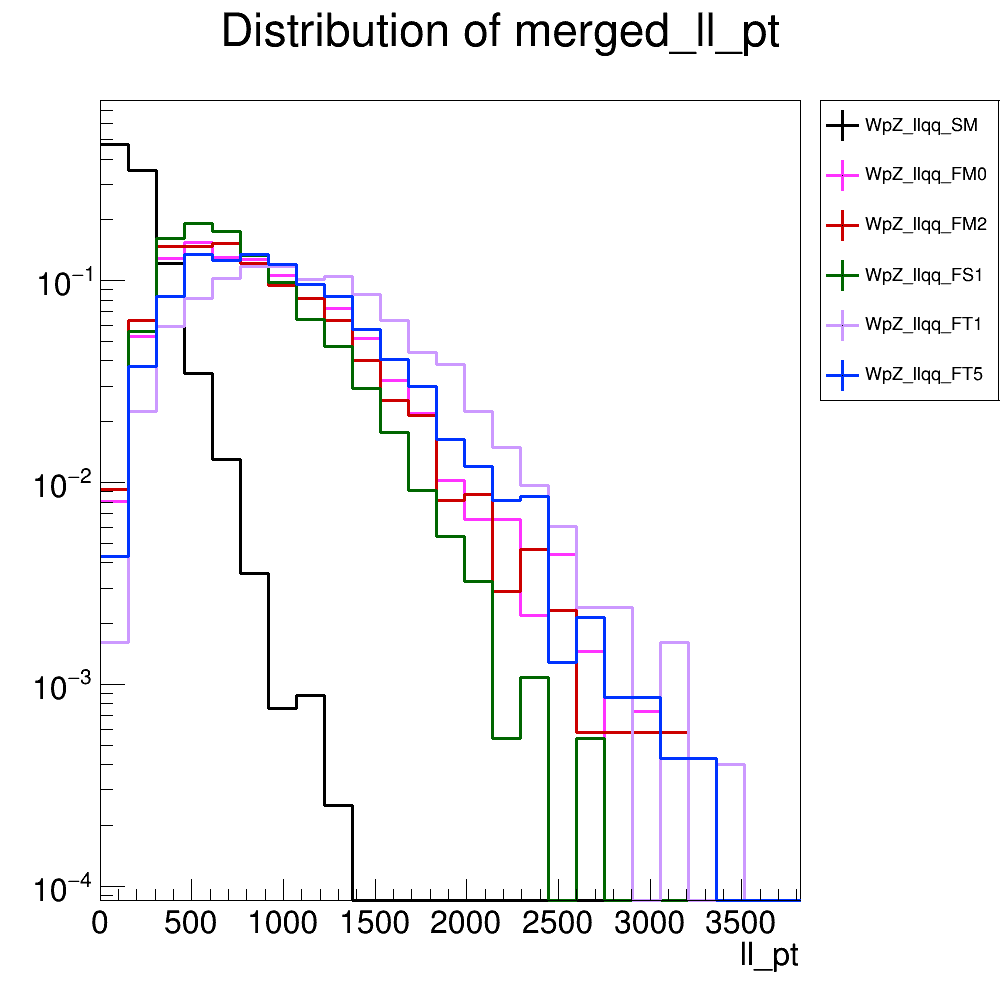 Distribution of merged_ll_pt
WpZ_llqq_SM
WpZ_llqq_FM0
WpZ_llqq_FM2
WpZ_llqq_FS1
WpZ_llqq_FT1
WpZ_llqq_FT5
10⁻¹
10⁻²
10⁻³
10⁻⁴
0 500 1000 1500 2000 2500 3000 3500
ll_pt